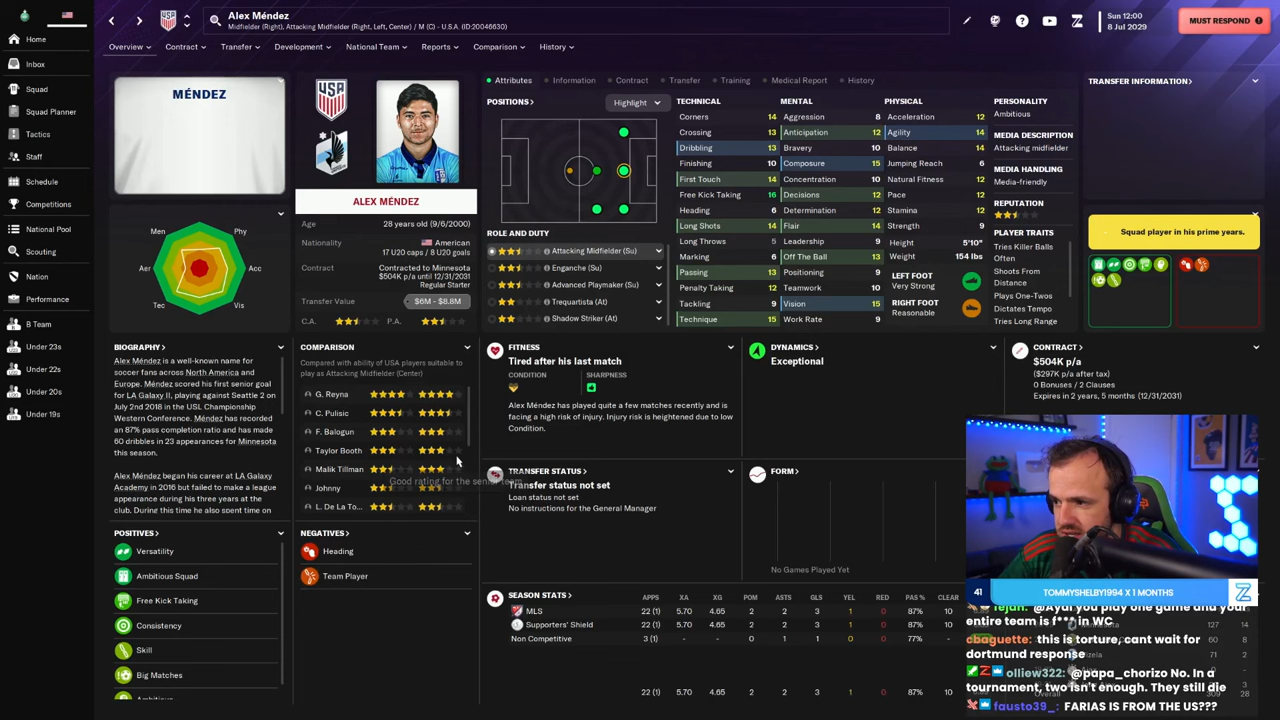 Alex Méndez
Midfielder (Right), Attacking Midfielder (Right, Left, Center) / M (C) - U.S.A. (ID:20046630)
Sun 12:00
8 Jul 2029
MUST RESPOND
Overview
Contract
Transfer
Development
National Team
Reports
Comparison
History
Home
Inbox
Squad
Squad Planner
Tactics
Staff
Schedule
Competitions
National Pool
Scouting
Nation
Performance
B Team
Under 23s
Under 22s
Under 20s
Under 19s
MÉNDEZ
ALEX MÉNDEZ
Age 28 years old (9/6/2000)
Nationality American
17 U20 caps / 8 U20 goals
Contract Contracted to Minnesota
$504K p/a until 12/31/2031
Regular Starter
Transfer Value $6M - $8.8M
C.A. P.A.
Men Phy
Aer Acc
Tec Vis
Attributes
Information
Contract
Transfer
Training
Medical Report
History
POSITIONS>
Highlight
ROLE AND DUTY
Attacking Midfielder (Su)
Enganche (Su)
Advanced Playmaker (Su)
Trequartista (At)
Shadow Striker (At)
TECHNICAL
Corners 14
Crossing 13
Dribbling 13
Finishing 10
First Touch 14
Free Kick Taking 16
Heading 6
Long Shots 14
Long Throws 5
Marking 6
Passing 13
Penalty Taking 12
Tackling 9
Technique 15
MENTAL
Aggression 8
Anticipation 12
Bravery 10
Composure 15
Concentration 10
Decisions 12
Determination 12
Flair 14
Leadership 9
Off The Ball 13
Positioning 9
Teamwork 10
Vision 15
Work Rate 9
PHYSICAL
Acceleration 12
Agility 14
Balance 14
Jumping Reach 6
Natural Fitness 12
Pace 12
Stamina 12
Strength 9
Height 5'10"
Weight 154 lbs
LEFT FOOT
Very Strong
RIGHT FOOT
Reasonable
PERSONALITY
Ambitious
MEDIA DESCRIPTION
Attacking midfielder
MEDIA HANDLING
Media-friendly
REPUTATION
PLAYER TRAITS
Tries Killer Balls
Often
Shoots From
Distance
Plays One-Twos
Dictates Tempo
Tries Long Range
TRANSFER INFORMATION>
Squad player in his prime years.
BIOGRAPHY>
Alex Méndez is a well-known name for
soccer fans across North America and
Europe. Méndez scored his first senior goal
for LA Galaxy II, playing against Seattle 2 on
July 2nd 2018 in the USL Championship
Western Conference. Méndez has recorded
an 87% pass completion ratio and has made
60 dribbles in 23 appearances for Minnesota
this season.
Alex Méndez began his career at LA Galaxy
Academy in 2016 but failed to make a league
appearance during his three years at the
club. During this time he also spent time on
COMPARISON
Compared with ability of USA players suitable
to play as Attacking Midfielder (Center)
G. Reyna
C. Pulisic
F. Balogun
Taylor Booth
Malik Tillman
Johnny
L. De La To...
Good rating for the senior team
POSITIVES>
Versatility
Ambitious Squad
Free Kick Taking
Consistency
Skill
Big Matches
Ambitious
NEGATIVES>
Heading
Team Player
FITNESS
Tired after his last match
CONDITION
SHARPNESS
Alex Méndez has played quite a few matches recently and is
facing a high risk of injury. Injury risk is heightened due to low
Condition.
DYNAMICS>
Exceptional
CONTRACT>
$504K p/a
($297K p/a after tax)
0 Bonuses / 2 Clauses
Expires in 2 years, 5 months (12/31/2031)
TRANSFER STATUS>
Transfer status not set
Loan status not set
No instructions for the General Manager
FORM>
No Games Played Yet
SEASON STATS>
APPS XA XG POM ASTS GLS YEL RED PAS % CLEAR
MLS 22 (1) 5.70 4.65 2 2 3 1 0 87% 10
Supporters' Shield 22 (1) 5.70 4.65 2 2 3 1 0 87% 10
Non Competitive 3 (1) - - 0 1 1 0 0 77% -
22 (1) 5.70 4.65 2 2 3 1 0 87% 10
41
TOMMYSHELBY1994 X 1 MONTHS
Z
rejan: @Ayai you play one game and your
entire team is f*** in WC
cbaguette: this is torture, cant wait for
dortmund response
olliew322: @papa_chorizo No. In a
tournament, two isn't enough. They still die
fausto39_: FARIAS IS FROM THE US???